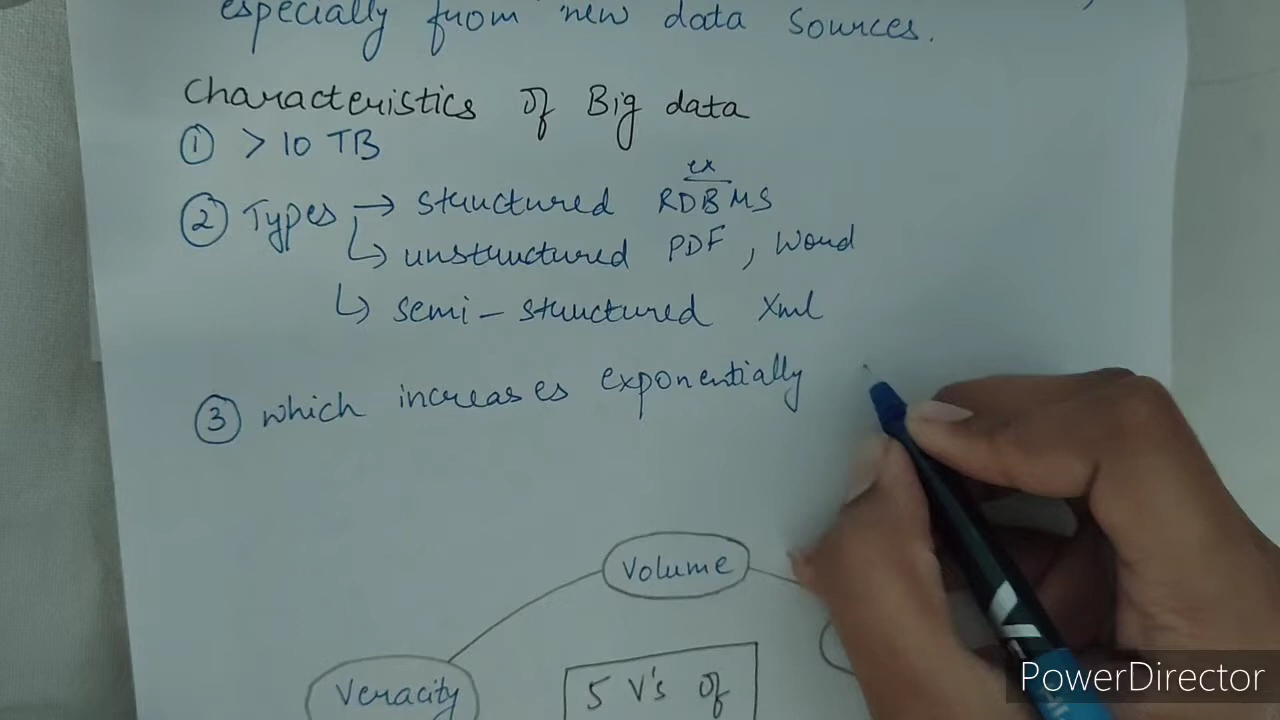 especially from new data sources.
Characteristics of Big data
① > 10 TB
ex
② Types → structured RDBMS
↳ unstructured PDF, Word
↳ semi-structured Xml
③ which increases exponentially
Volume
Veracity
5 V's of
PowerDirector